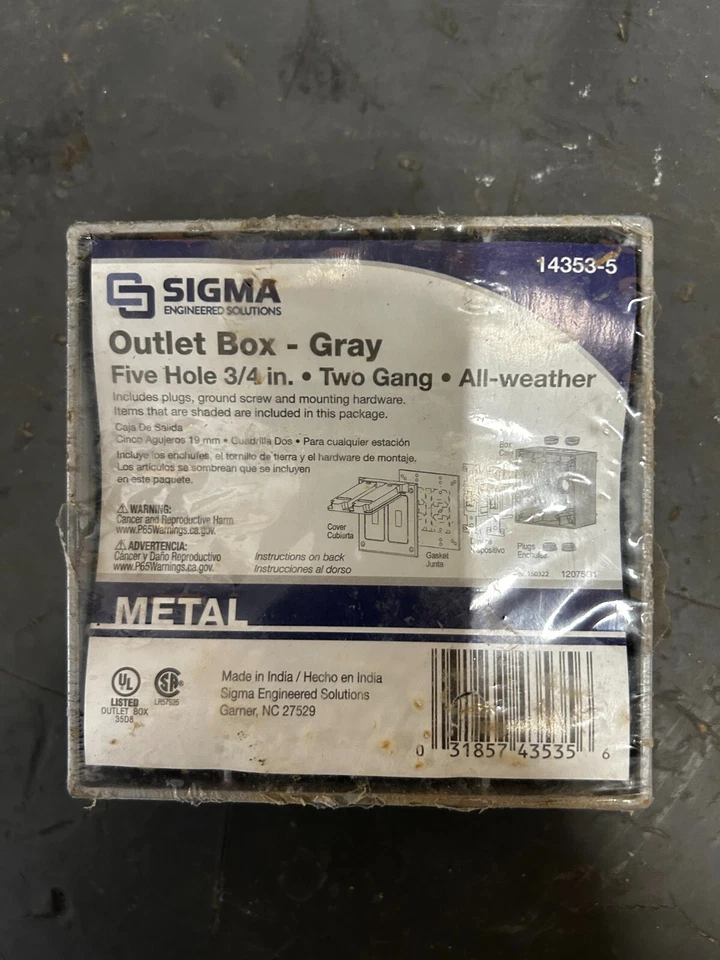 14353-5
SIGMA
ENGINEERED SOLUTIONS
Outlet Box - Gray
Five Hole 3/4 in. • Two Gang • All-weather
Includes plugs, ground screw and mounting hardware.
Items that are shaded are included in this package.
Caja De Salida
Cinco Agujeros 19 mm • Cuadrilla Dos • Para cualquier estación
Incluye los enchufes, el tornillo de tierra y el hardware de montaje.
Los artículos se sombrean que se incluyen
en este paquete.
WARNING:
Cancer and Reproductive Harm
www.P65Warnings.ca.gov.
ADVERTENCIA:
Cancer y Daño Reproductivo
www.P65Warnings.ca.gov.
Instructions on back
Instrucciones al dorso
Box
Cover
Cubierta
Gasket
Junta
Plugs
Enchufes
150322
METAL
UL
LISTED
OUTLET BOX
35D8
SA
Made in India / Hecho en India
Sigma Engineered Solutions
Garner, NC 27529
0 31857 43535 6